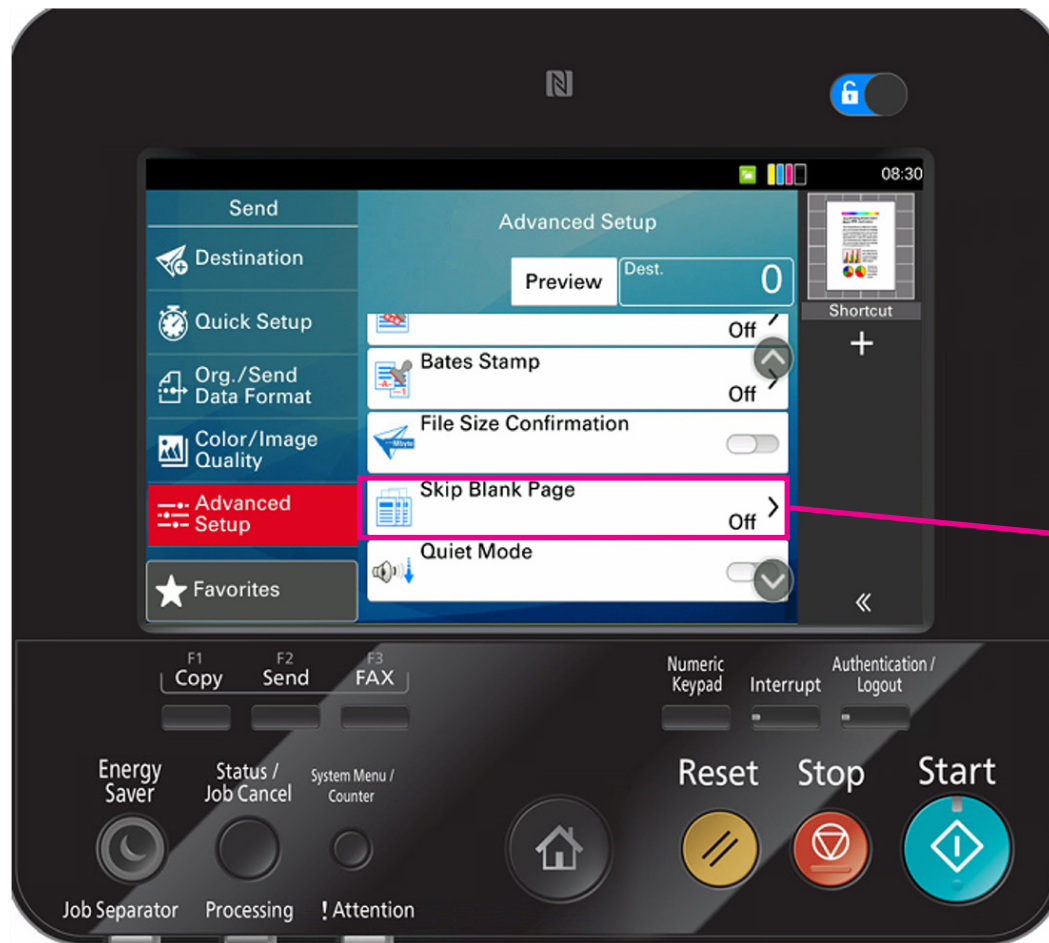 08:30
Send
Destination
Quick Setup
Org./Send
Data Format
Color/Image
Quality
Advanced
Setup
Favorites
Advanced Setup
Preview
Dest.
0
Off
Bates Stamp
Off
File Size Confirmation
Skip Blank Page
Off
Quiet Mode
Shortcut
+
F1
Copy
F2
Send
F3
FAX
Numeric
Keypad
Interrupt
Authentication /
Logout
Energy
Saver
Status /
Job Cancel
System Menu /
Counter
Reset
Stop
Start
Job Separator
Processing
! Attention